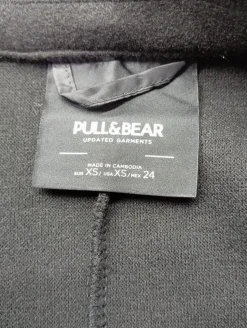 PULL&BEAR
UPDATED GARMENTS
MADE IN CAMBODIA
EUR XS / USA XS / MEX 24